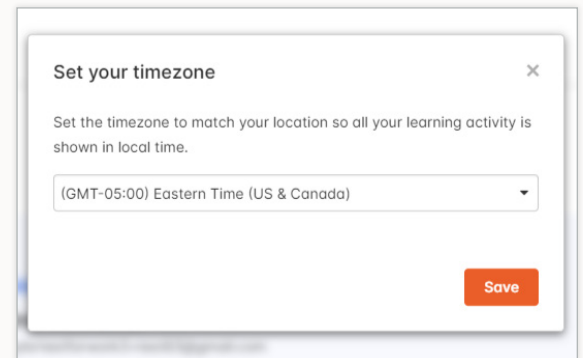 Set your timezone
Set the timezone to match your location so all your learning activity is
shown in local time.
(GMT-05:00) Eastern Time (US & Canada)
Save